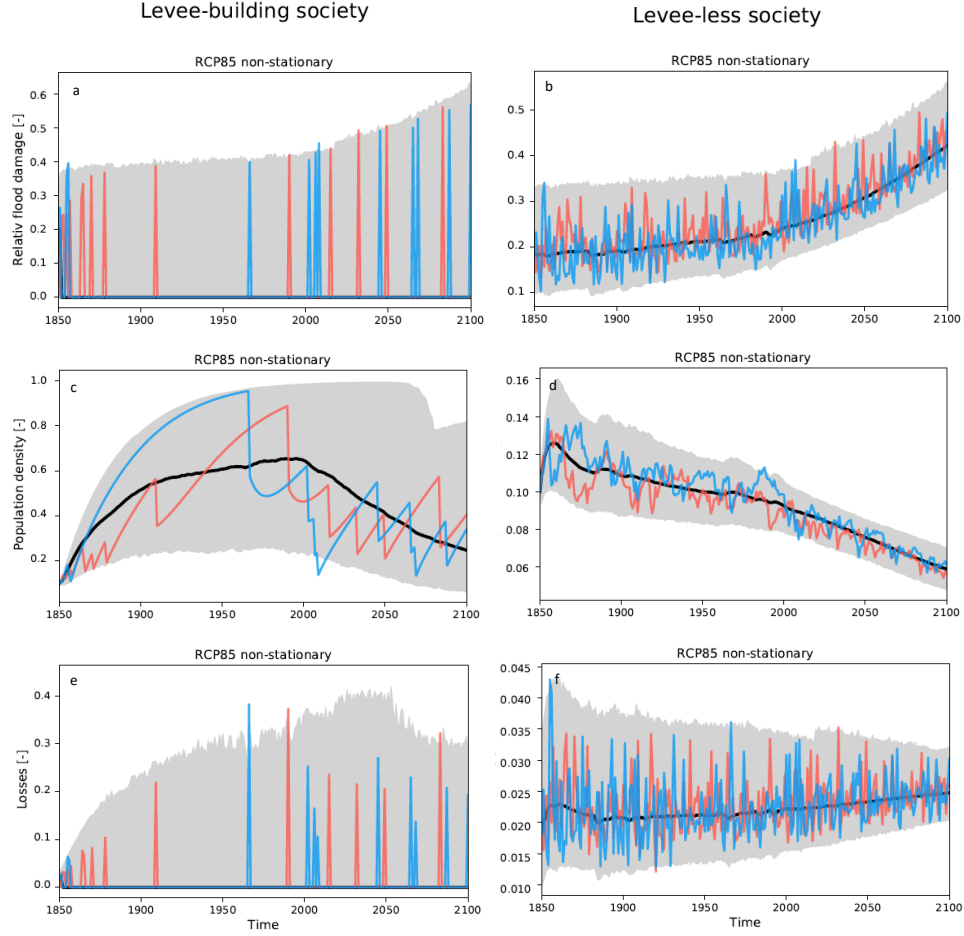 Levee-building society
Levee-less society
RCP85 non-stationary
a
Relativ flood damage [-]
0.6
0.5
0.4
0.3
0.2
0.1
0.0
1850 1900 1950 2000 2050 2100
RCP85 non-stationary
b
0.5
0.4
0.3
0.2
0.1
1850 1900 1950 2000 2050 2100
RCP85 non-stationary
c
Population density [-]
1.0
0.8
0.6
0.4
0.2
1850 1900 1950 2000 2050 2100
RCP85 non-stationary
d
0.16
0.14
0.12
0.10
0.08
0.06
1850 1900 1950 2000 2050 2100
RCP85 non-stationary
e
Losses [-]
0.4
0.3
0.2
0.1
0.0
1850 1900 1950 2000 2050 2100
Time
RCP85 non-stationary
f
0.045
0.040
0.035
0.030
0.025
0.020
0.015
0.010
1850 1900 1950 2000 2050 2100
Time